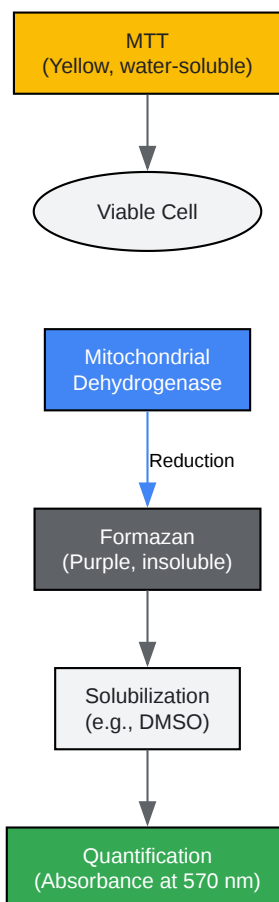 MTT
(Yellow, water-soluble)
Viable Cell
Mitochondrial
Dehydrogenase
Reduction
Formazan
(Purple, insoluble)
Solubilization
(e.g., DMSO)
Quantification
(Absorbance at 570 nm)